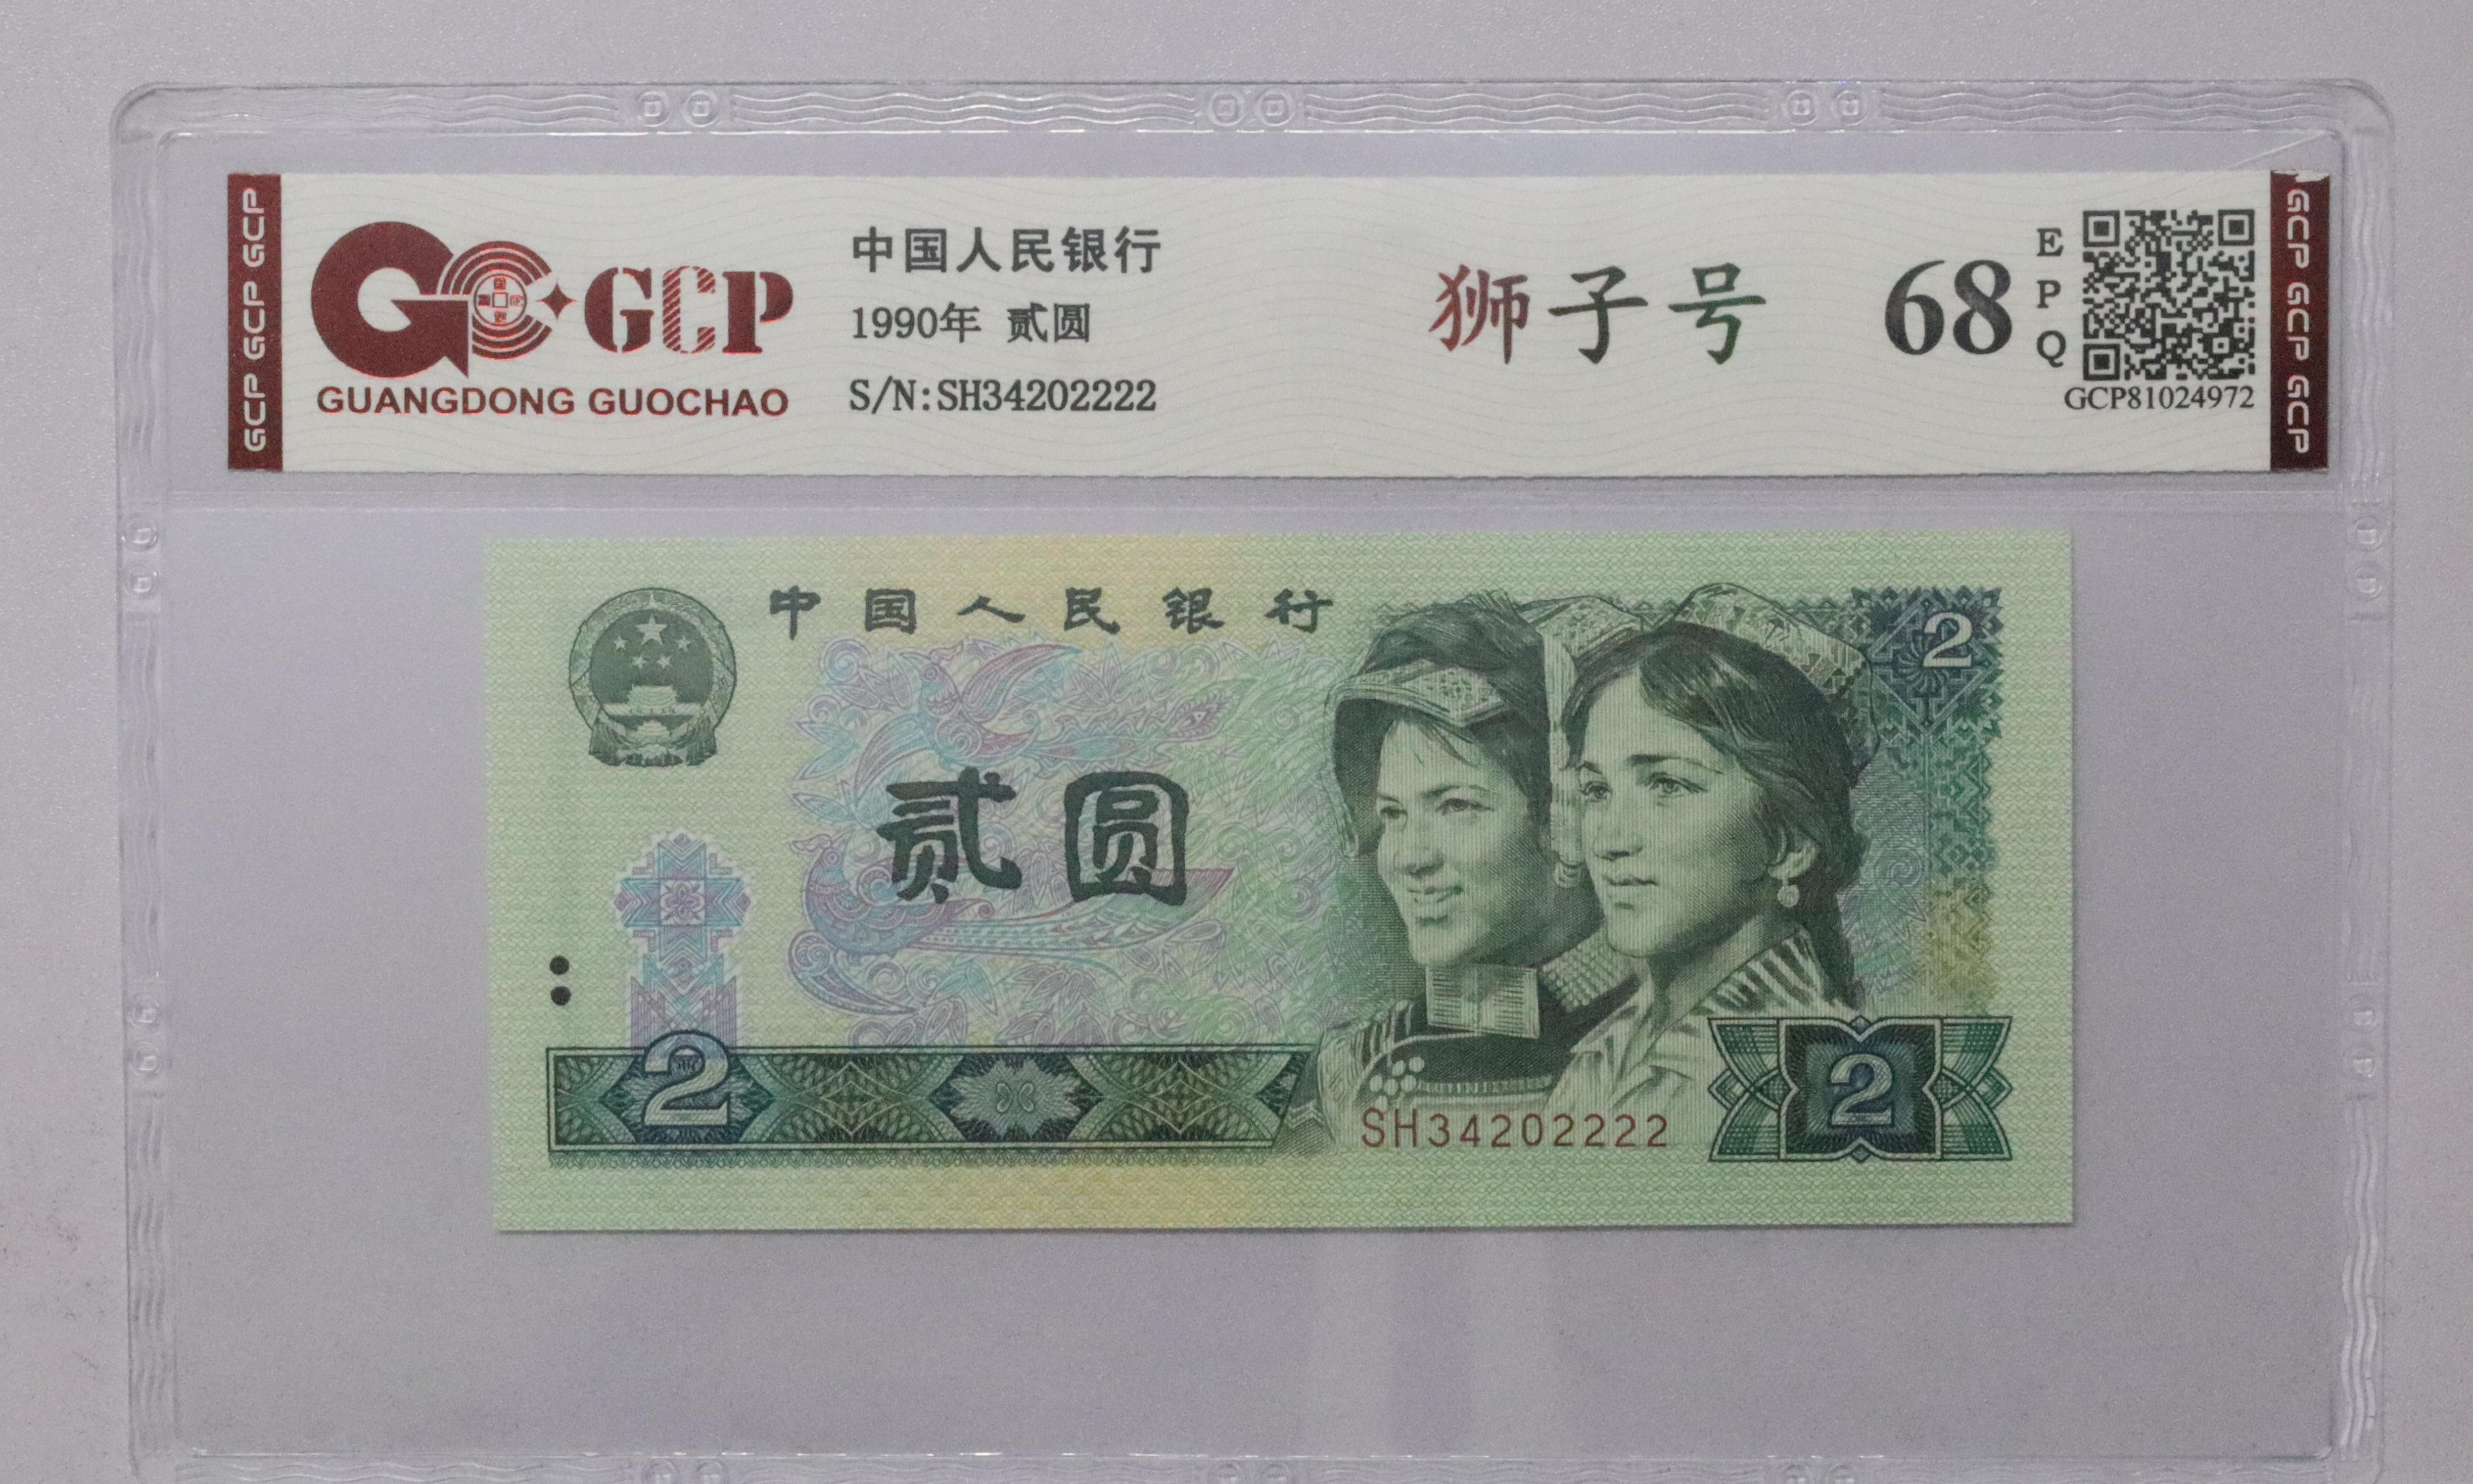 GCP GCP GCP
GCP
GUANGDONG GUOCHAO
中国人民银行
1990年 贰圆
S/N:SH34202222
狮子号
68
E
P
Q
GCP81024972
GCP GCP GCP
中国人民银行
2
贰圆
2
SH34202222
2